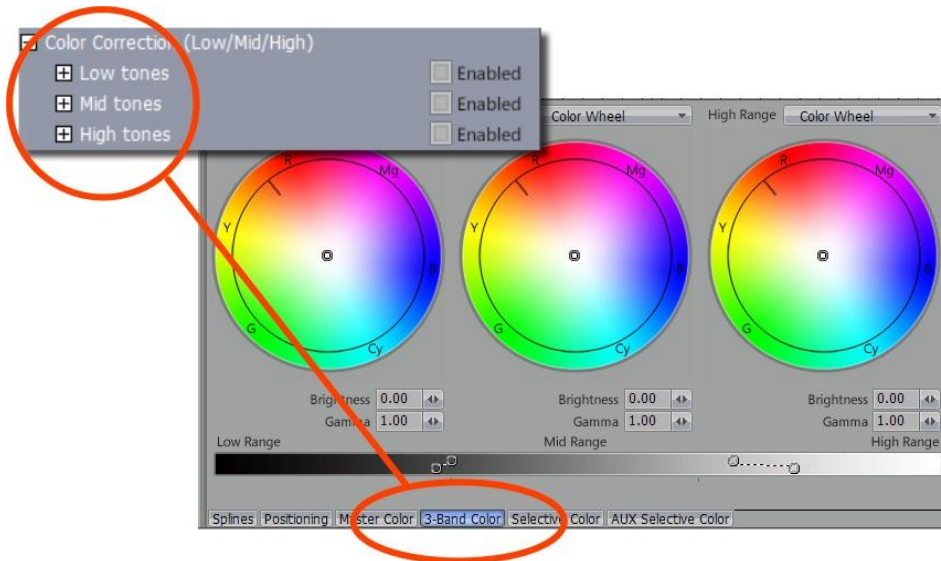 Color Correction (Low/Mid/High)
Low tones Enabled
Mid tones Enabled
High tones Enabled
Color Wheel High Range Color Wheel
R Mg Y B G Cy
R Mg Y B G Cy
R Mg Y B G Cy
Brightness 0.00 Brightness 0.00 Brightness 0.00
Gamma 1.00 Gamma 1.00 Gamma 1.00
Low Range Mid Range High Range
Splines Positioning Master Color 3-Band Color Selective Color AUX Selective Color